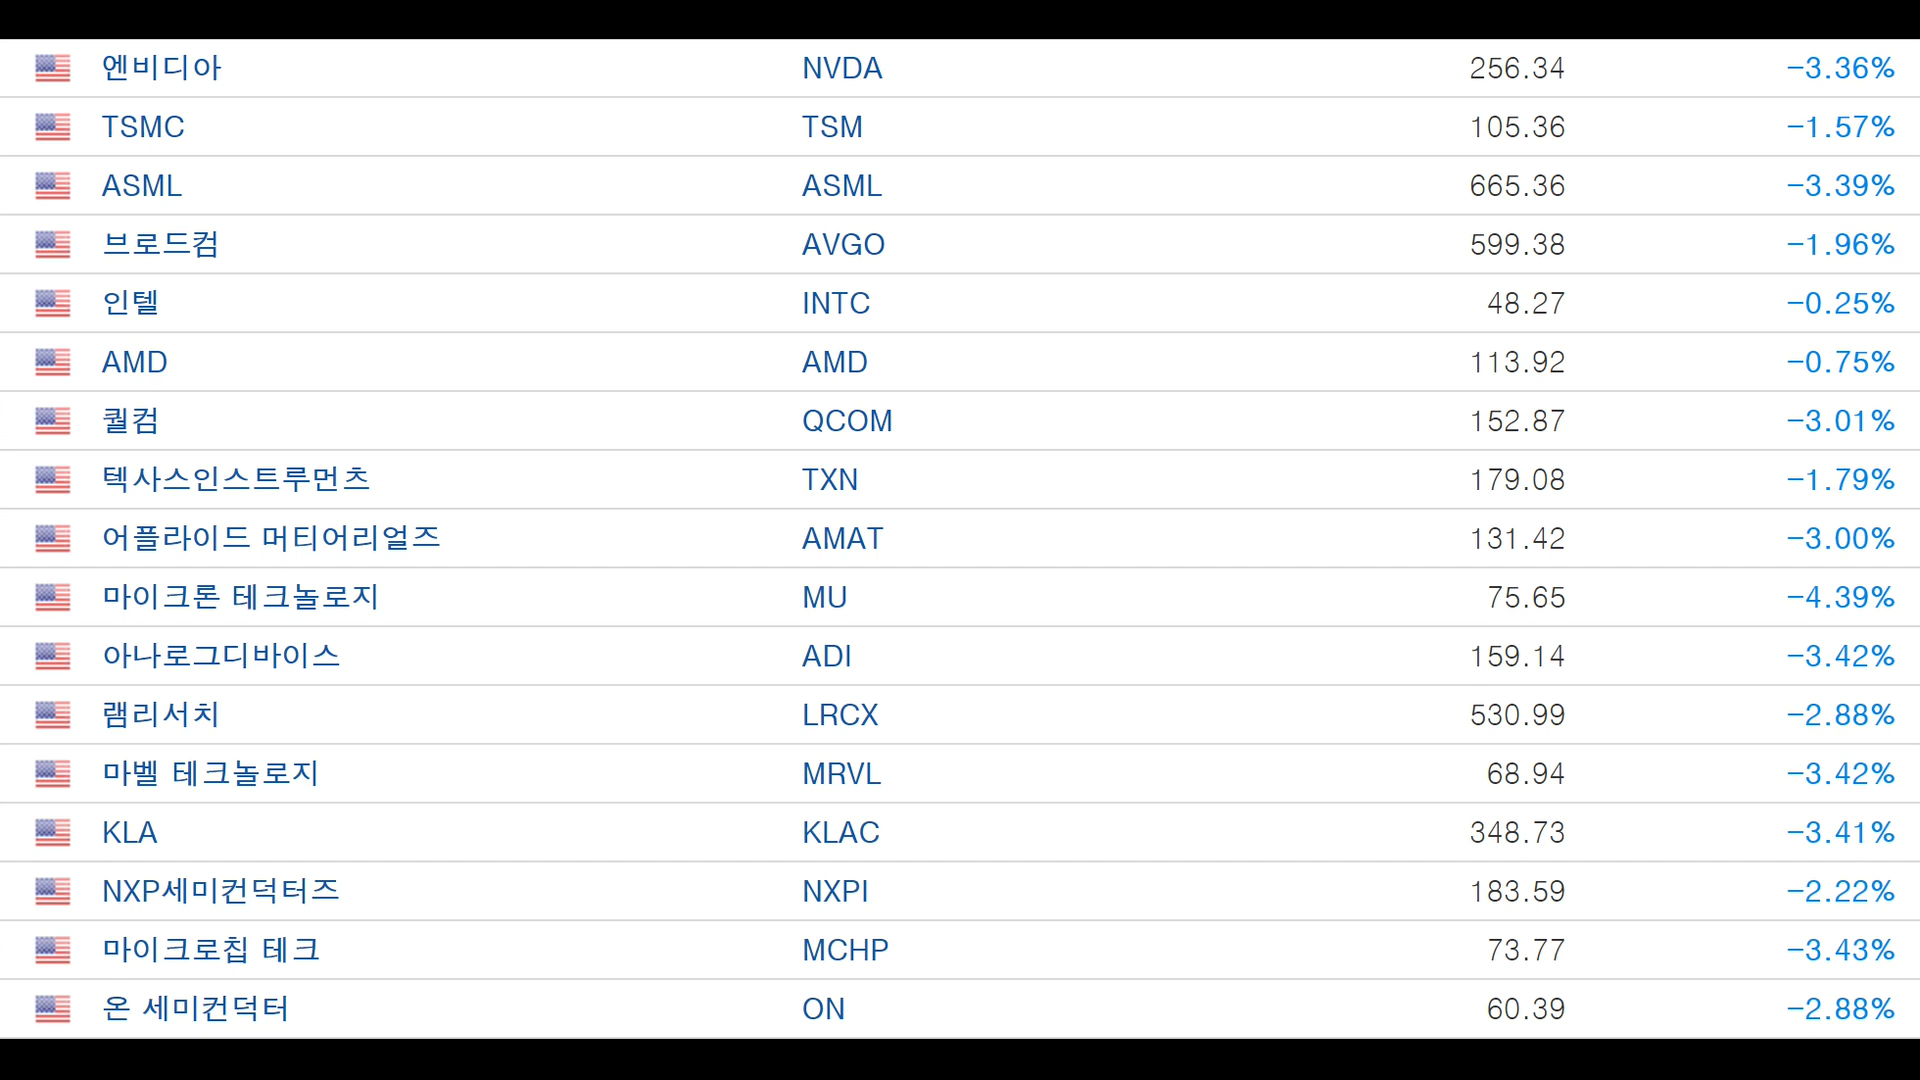 엔비디아 NVDA 256.34 -3.36%
TSMC TSM 105.36 -1.57%
ASML ASML 665.36 -3.39%
브로드컴 AVGO 599.38 -1.96%
인텔 INTC 48.27 -0.25%
AMD AMD 113.92 -0.75%
퀄컴 QCOM 152.87 -3.01%
텍사스인스트루먼츠 TXN 179.08 -1.79%
어플라이드 머티어리얼즈 AMAT 131.42 -3.00%
마이크론 테크놀로지 MU 75.65 -4.39%
아나로그디바이스 ADI 159.14 -3.42%
램리서치 LRCX 530.99 -2.88%
마벨 테크놀로지 MRVL 68.94 -3.42%
KLA KLAC 348.73 -3.41%
NXP세미컨덕터즈 NXPI 183.59 -2.22%
마이크로칩 테크 MCHP 73.77 -3.43%
온 세미컨덕터 ON 60.39 -2.88%